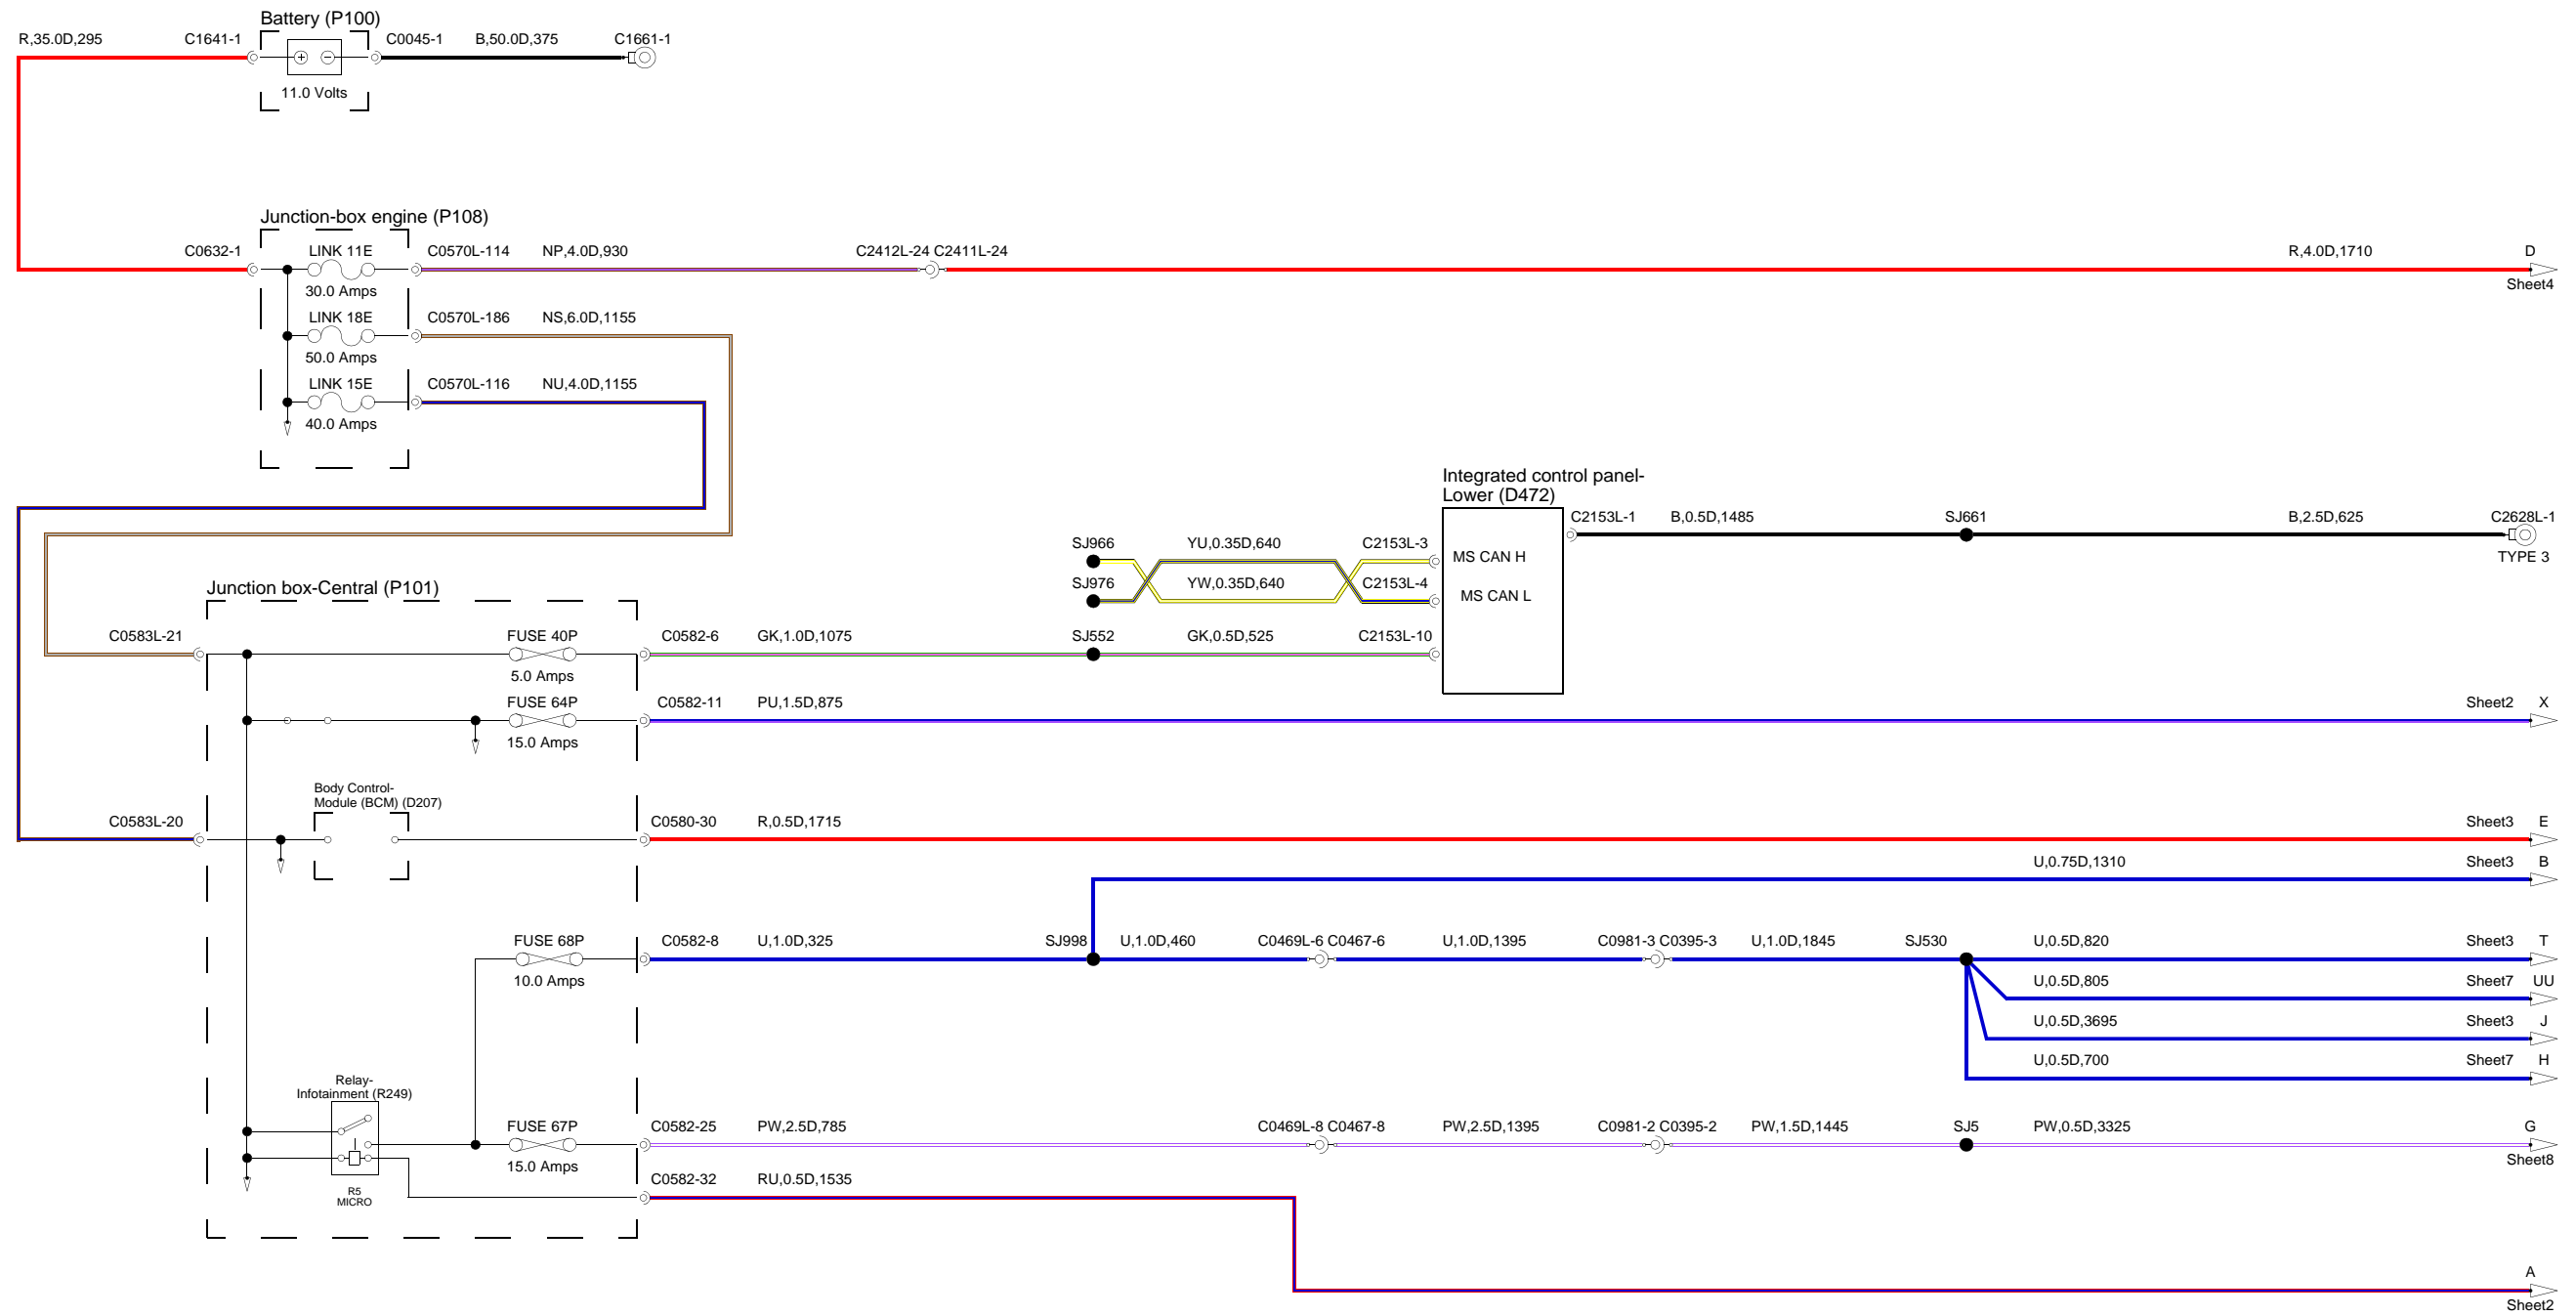 Battery (P100)
R,35.0D,295
C1641-1
C0045-1
B,50.0D,375
C1661-1
11.0 Volts
Junction-box engine (P108)
C0632-1
LINK 11E
C0570L-114
NP,4.0D,930
C2412L-24 C2411L-24
R,4.0D,1710
D
30.0 Amps
Sheet4
LINK 18E
C0570L-186
NS,6.0D,1155
50.0 Amps
LINK 15E
C0570L-116
NU,4.0D,1155
40.0 Amps
Integrated control panel-
Lower (D472)
C2153L-1
B,0.5D,1485
SJ661
B,2.5D,625
C2628L-1
TYPE 3
SJ966
YU,0.35D,640
C2153L-3
MS CAN H
SJ976
YW,0.35D,640
C2153L-4
MS CAN L
Junction box-Central (P101)
C0583L-21
FUSE 40P
C0582-6
GK,1.0D,1075
SJ552
GK,0.5D,525
C2153L-10
5.0 Amps
FUSE 64P
C0582-11
PU,1.5D,875
Sheet2
X
15.0 Amps
Body Control-
Module (BCM) (D207)
C0583L-20
C0580-30
R,0.5D,1715
Sheet3
E
U,0.75D,1310
Sheet3
B
FUSE 68P
C0582-8
U,1.0D,325
SJ998
U,1.0D,460
C0469L-6 C0467-6
U,1.0D,1395
C0981-3 C0395-3
U,1.0D,1845
SJ530
U,0.5D,820
Sheet3
T
10.0 Amps
U,0.5D,805
Sheet7
UU
U,0.5D,3695
Sheet3
J
U,0.5D,700
Sheet7
H
Relay-
Infotainment (R249)
FUSE 67P
C0582-25
PW,2.5D,785
C0469L-8 C0467-8
PW,2.5D,1395
C0981-2 C0395-2
PW,1.5D,1445
SJ5
PW,0.5D,3325
G
15.0 Amps
Sheet8
R5
MICRO
C0582-32
RU,0.5D,1535
A
Sheet2